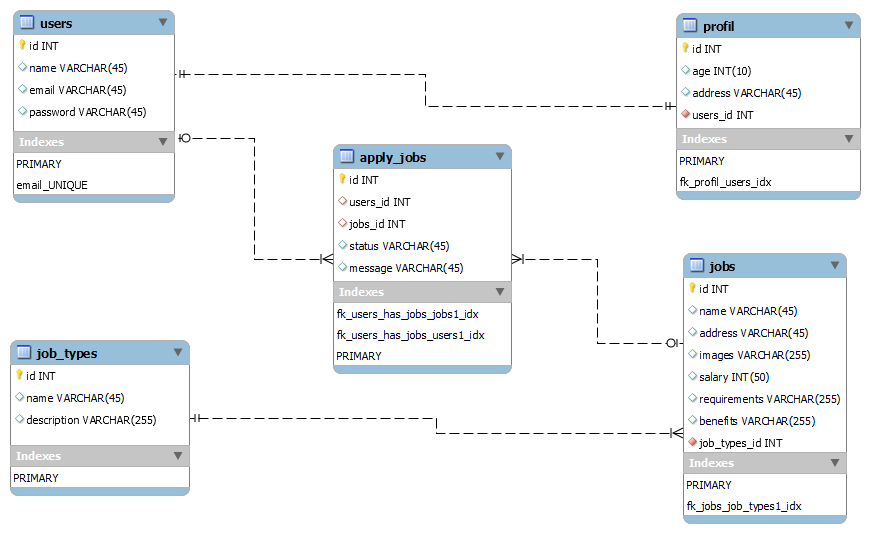 users
id INT
name VARCHAR(45)
email VARCHAR(45)
password VARCHAR(45)
Indexes
PRIMARY
email_UNIQUE
profil
id INT
age INT(10)
address VARCHAR(45)
users_id INT
Indexes
PRIMARY
fk_profil_users_idx
apply_jobs
id INT
users_id INT
jobs_id INT
status VARCHAR(45)
message VARCHAR(45)
Indexes
fk_users_has_jobs_jobs1_idx
fk_users_has_jobs_users1_idx
PRIMARY
job_types
id INT
name VARCHAR(45)
description VARCHAR(255)
Indexes
PRIMARY
jobs
id INT
name VARCHAR(45)
address VARCHAR(45)
images VARCHAR(255)
salary INT(50)
requirements VARCHAR(255)
benefits VARCHAR(255)
job_types_id INT
Indexes
PRIMARY
fk_jobs_job_types1_idx